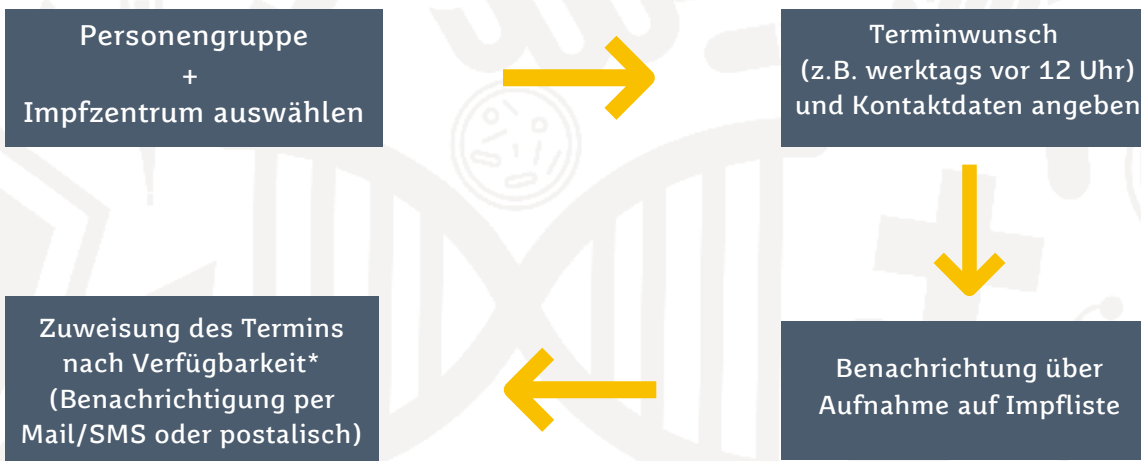 Personengruppe
+
Impfzentrum auswählen
Terminwunsch
(z.B. werktags vor 12 Uhr)
und Kontaktdaten angeben
Benachrichtung über
Aufnahme auf Impfliste
Zuweisung des Termins
nach Verfügbarkeit*
(Benachrichtigung per
Mail/SMS oder postalisch)